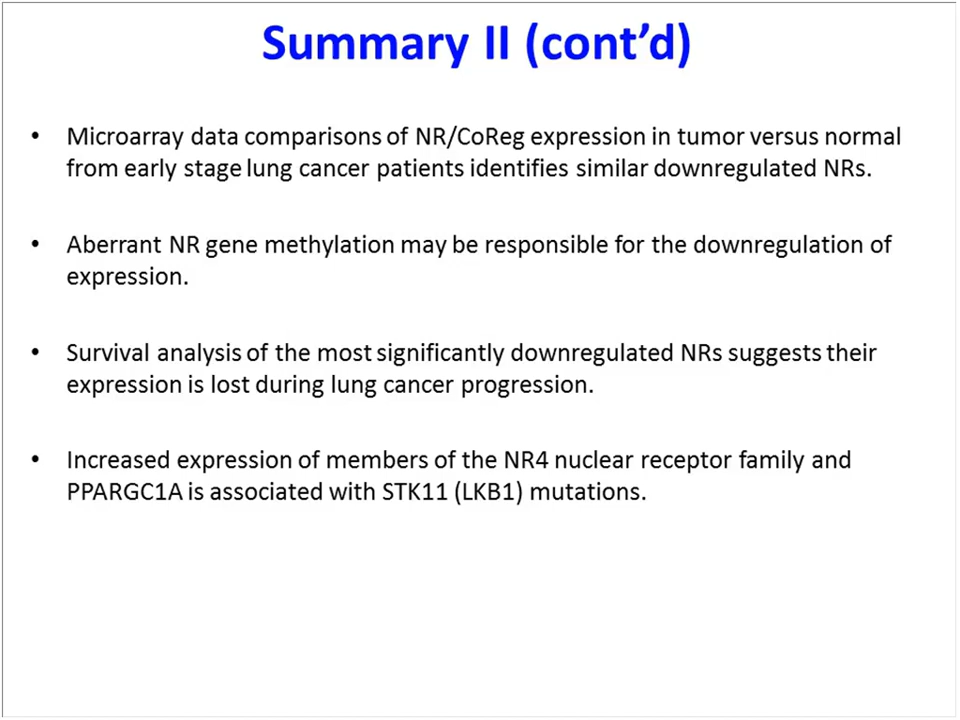 Summary II (cont’d)
• Microarray data comparisons of NR/CoReg expression in tumor versus normal
from early stage lung cancer patients identifies similar downregulated NRs.
• Aberrant NR gene methylation may be responsible for the downregulation of
expression.
• Survival analysis of the most significantly downregulated NRs suggests their
expression is lost during lung cancer progression.
• Increased expression of members of the NR4 nuclear receptor family and
PPARGC1A is associated with STK11 (LKB1) mutations.